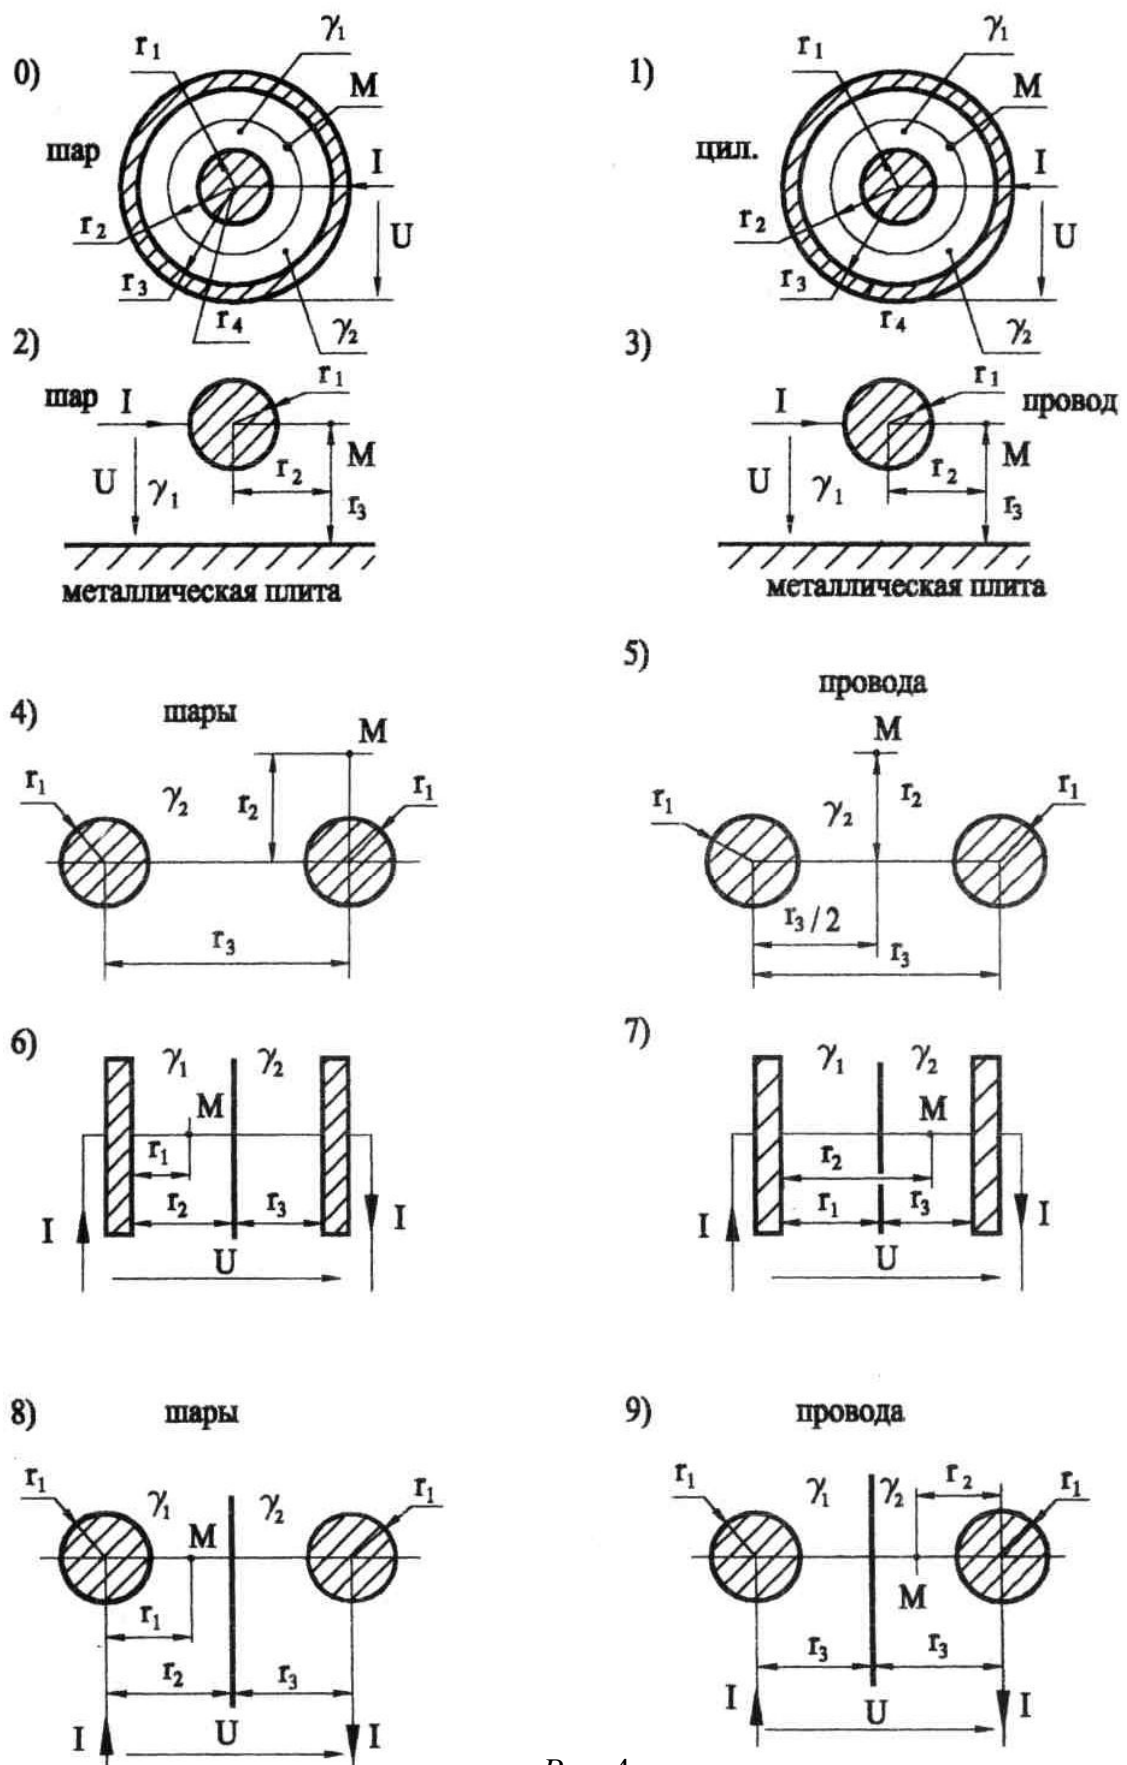 0)
шар
r₁
γ₁
M
I
U
r₂
r₃
r₄
γ₂
1)
цил.
r₁
γ₁
M
I
U
r₂
r₃
r₄
γ₂
2)
шар
I
r₁
M
U
γ₁
r₂
r₃
металлическая плита
3)
I
r₁
провод
M
U
γ₁
r₂
r₃
металлическая плита
4)
шары
M
r₁
γ₂
r₂
r₁
r₃
5)
провода
M
r₁
γ₂
r₂
r₁
r₃/2
r₃
6)
γ₁ γ₂
M
r₁
r₂ r₃
I I
U
7)
γ₁ γ₂
M
r₂
r₁ r₃
I I
U
8)
шары
r₁ γ₁ γ₂ r₁
M
r₁
r₂ r₃
I U I
9)
провода
r₁ γ₁ γ₂ r₂ r₁
M
r₃ r₃
I U I